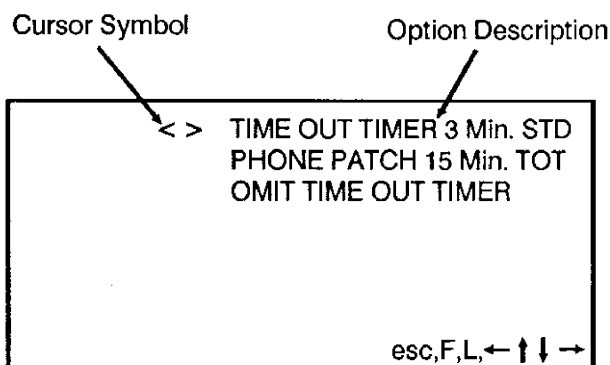 Cursor Symbol
Option Description
< > TIME OUT TIMER 3 Min. STD
PHONE PATCH 15 Min. TOT
OMIT TIME OUT TIMER
esc,F,L,← ↑ ↓ →